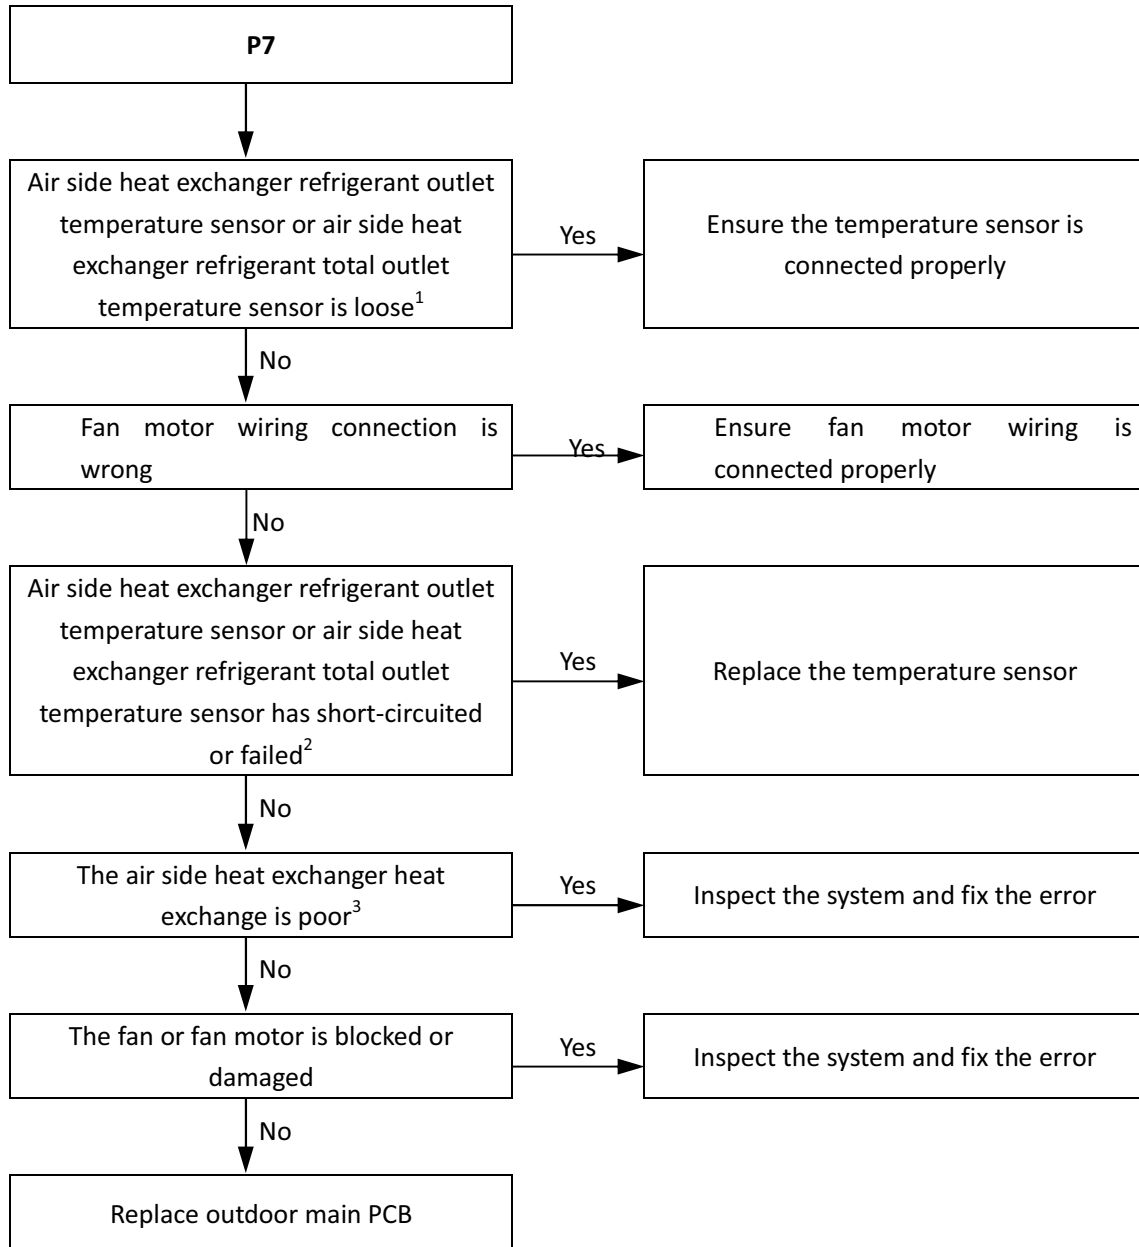 P7
Air side heat exchanger refrigerant outlet
temperature sensor or air side heat
exchanger refrigerant total outlet
temperature sensor is loose1
Yes
Ensure the temperature sensor is
connected properly
No
Fan motor wiring connection is
wrong
Yes
Ensure fan motor wiring is
connected properly
No
Air side heat exchanger refrigerant outlet
temperature sensor or air side heat
exchanger refrigerant total outlet
temperature sensor has short-circuited
or failed2
Yes
Replace the temperature sensor
No
The air side heat exchanger heat
exchange is poor3
Yes
Inspect the system and fix the error
No
The fan or fan motor is blocked or
damaged
Yes
Inspect the system and fix the error
No
Replace outdoor main PCB